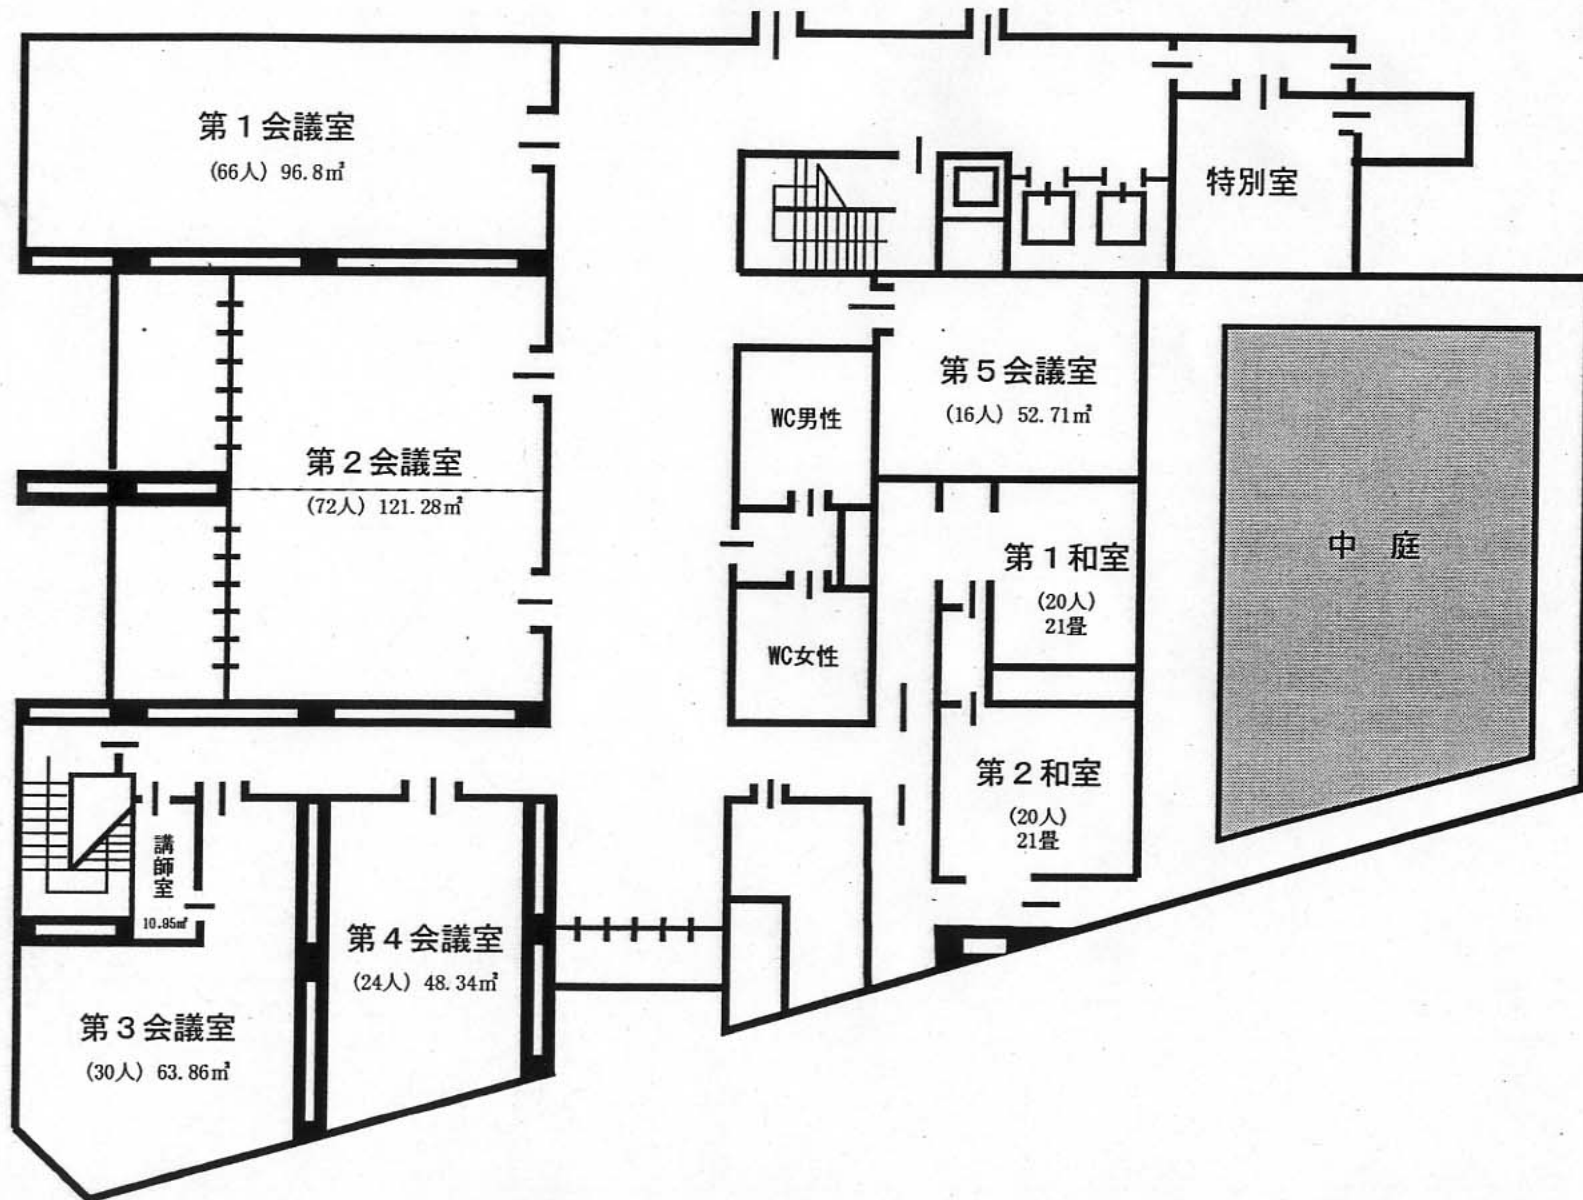 第１会議室
(66人) 96.8㎡
特別室
第５会議室
(16人) 52.71㎡
WC男性
第２会議室
(72人) 121.28㎡
中　庭
第１和室
(20人)
21畳
WC女性
第２和室
(20人)
21畳
講師室
10.85㎡
第４会議室
(24人) 48.34㎡
第３会議室
(30人) 63.86㎡